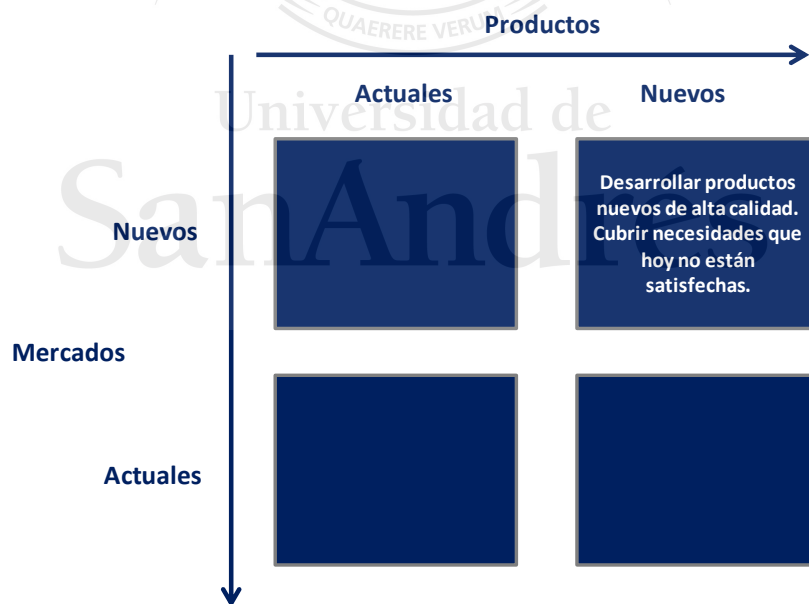 QUAERERE VERUM
Productos
Actuales
Nuevos
Universidad de
SanAndrés
Desarrollar productos
nuevos de alta calidad.
Cubrir necesidades que
hoy no están
satisfechas.
Nuevos
Mercados
Actuales